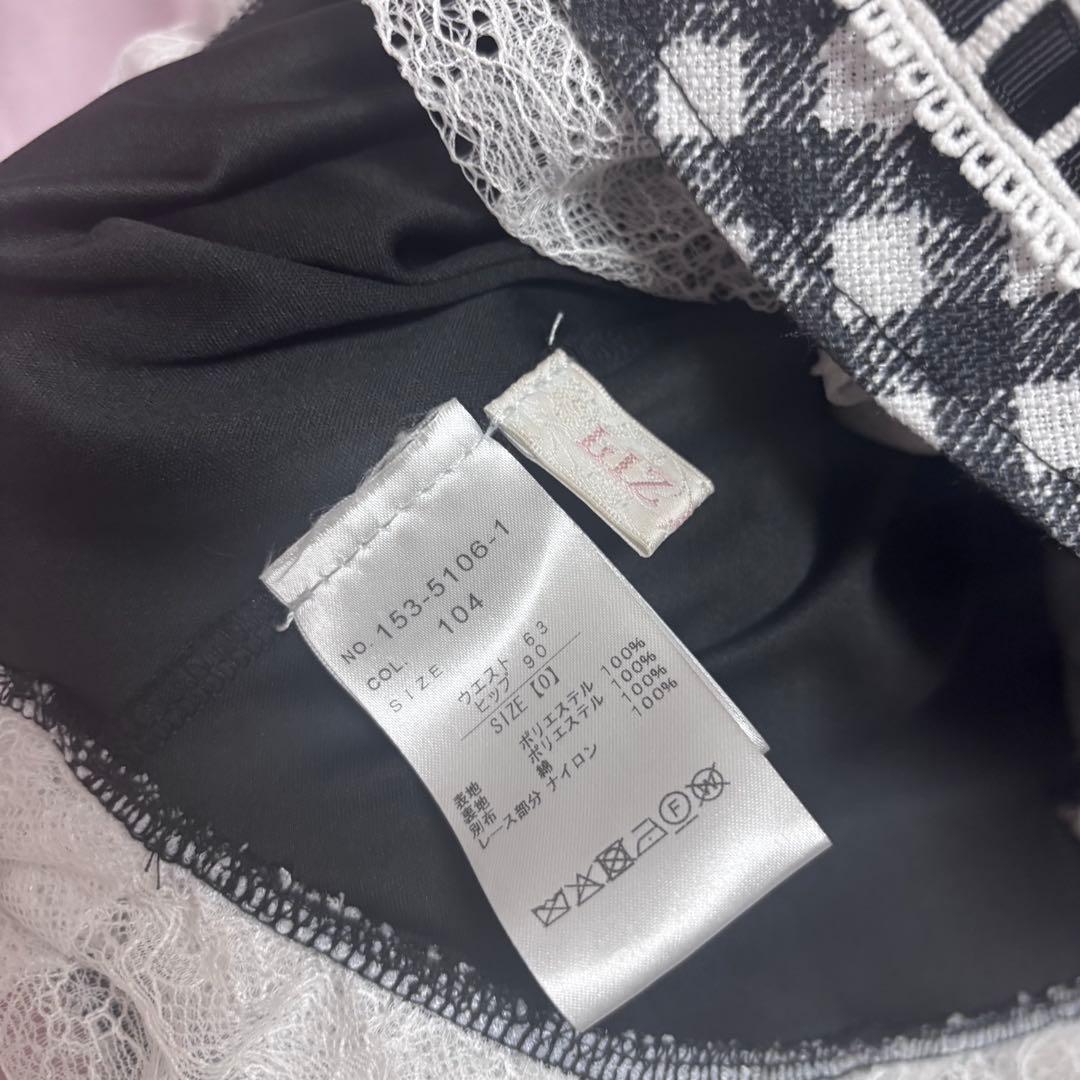 LIZ
NO. 153-5106-1
COL. 104
SIZE
ウエスト 63
ヒップ 90
SIZE【0】
表地 ポリエステル 100%
裏地 ポリエステル 100%
別布 綿 100%
レース部分 ナイロン 100%
F W